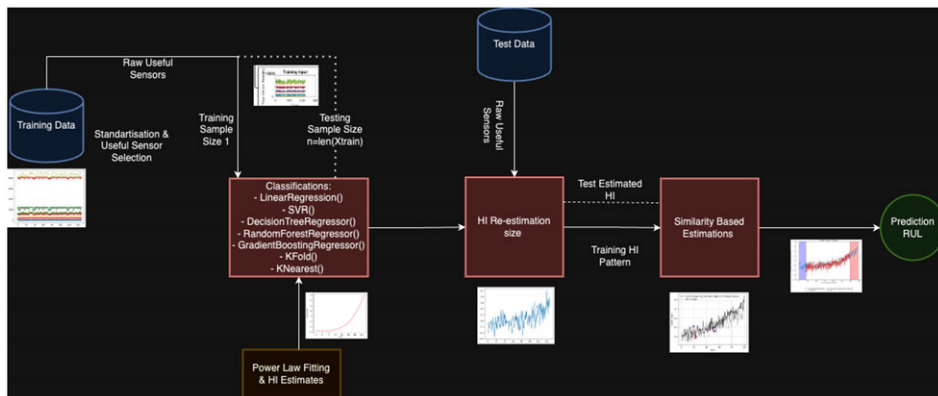 Training Data
Raw Useful
Sensors
Standartisation &
Useful Sensor
Selection
Training
Sample
Size 1
Training Input
Testing
Sample Size
n=len(Xtrain)
Test Data
Raw Useful
Sensors
Classifications:
- LinearRegression()
- SVR()
- DecisionTreeRegressor()
- RandomForestRegressor()
- GradientBoostingRegressor()
- KFold()
- KNearest()
HI Re-estimation
size
Test Estimated
HI
Training HI
Pattern
Similarity Based
Estimations
Prediction
RUL
Power Law Fitting
& HI Estimates